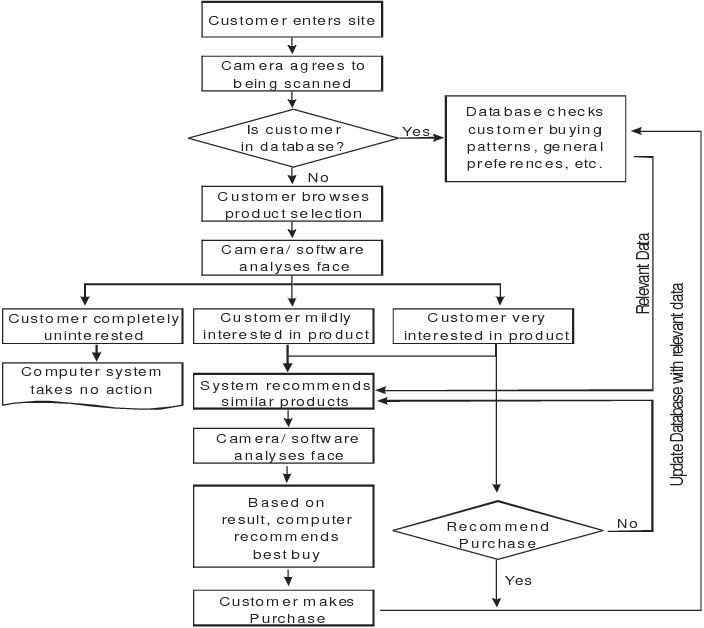 Customer enters site
Camera agrees to
being scanned
Is customer
in database?
Yes
Database checks
customer buying
patterns, general
preferences, etc.
No
Customer browses
product selection
Camera/ software
analyses face
Customer completely
uninterested
Customer mildly
interested in product
Customer very
interested in product
Computer system
takes no action
System recommends
similar products
Relevant Data
Update Database with relevant data
Camera/ software
analyses face
Based on
result, computer
recommends
best buy
Recommend
Purchase
No
Yes
Customer makes
Purchase